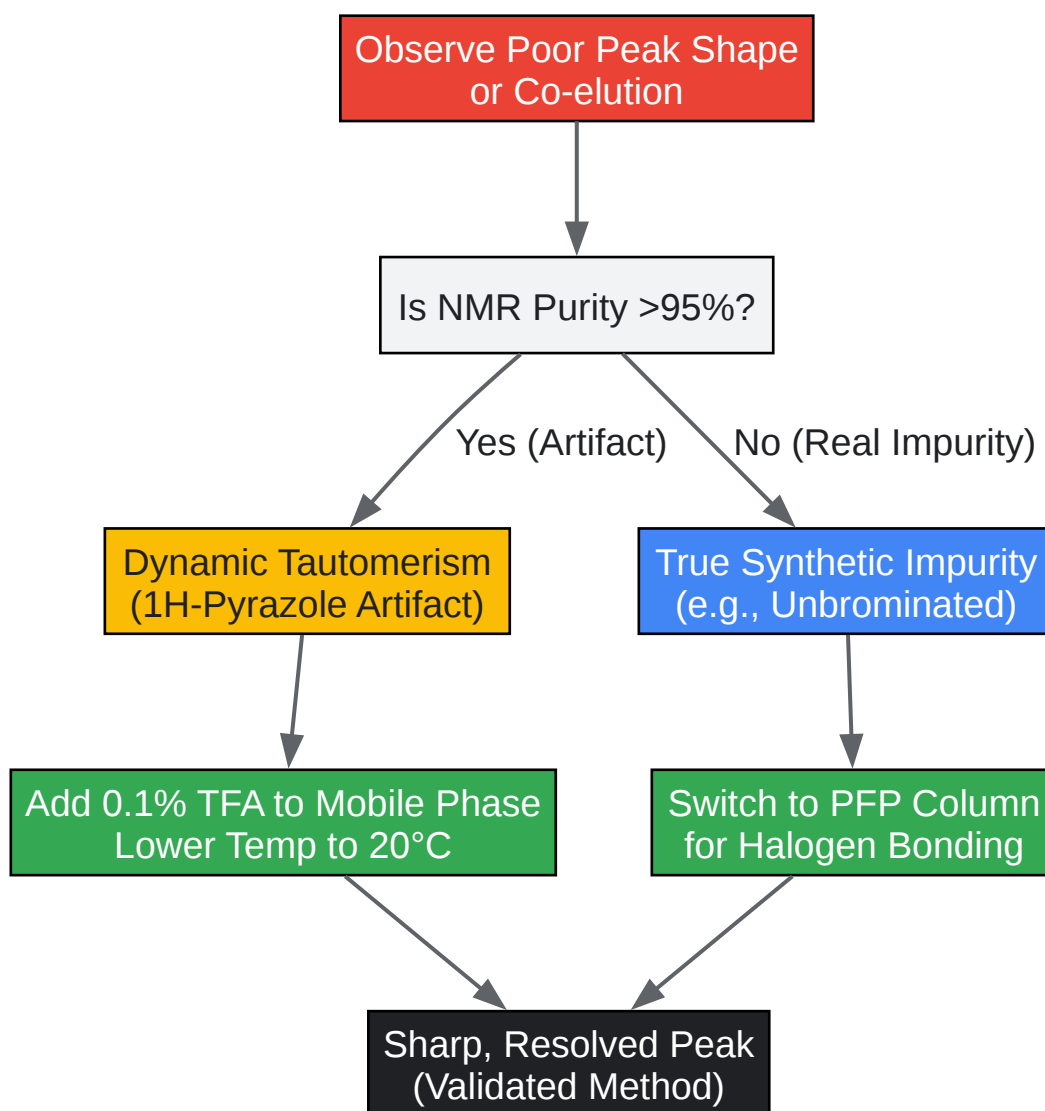 Observe Poor Peak Shape
or Co-elution
Is NMR Purity >95%?
Yes (Artifact)
No (Real Impurity)
Dynamic Tautomerism
(1H-Pyrazole Artifact)
True Synthetic Impurity
(e.g., Unbrominated)
Add 0.1% TFA to Mobile Phase
Lower Temp to 20°C
Switch to PFP Column
for Halogen Bonding
Sharp, Resolved Peak
(Validated Method)